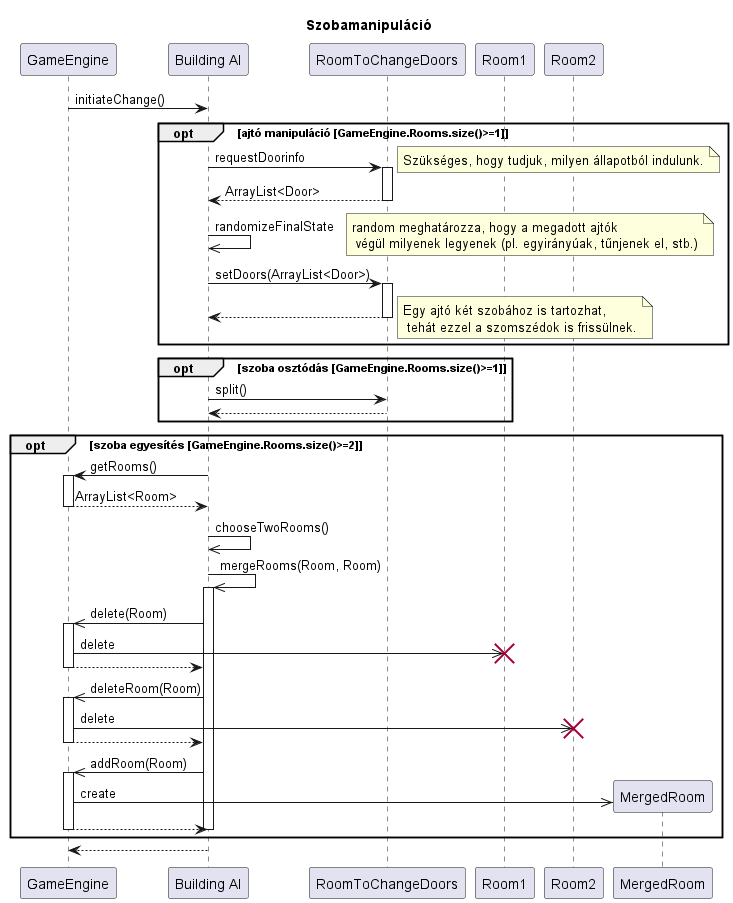 Szobamanipuláció
GameEngine
Building AI
RoomToChangeDoors
Room1
Room2
initiateChange()
opt
[ajtó manipuláció [GameEngine.Rooms.size()>=1]]
requestDoorinfo
Szükséges, hogy tudjuk, milyen állapotból indulunk.
ArrayList<Door>
randomizeFinalState
random meghatározza, hogy a megadott ajtók
végül milyenek legyenek (pl. egyirányúak, tűnjenek el, stb.)
setDoors(ArrayList<Door>)
Egy ajtó két szobához is tartozhat,
tehát ezzel a szomszédok is frissülnek.
opt
[szoba osztódás [GameEngine.Rooms.size()>=1]]
split()
opt
[szoba egyesítés [GameEngine.Rooms.size()>=2]]
getRooms()
ArrayList<Room>
chooseTwoRooms()
mergeRooms(Room, Room)
delete(Room)
delete
deleteRoom(Room)
delete
addRoom(Room)
create
MergedRoom
GameEngine
Building AI
RoomToChangeDoors
Room1
Room2
MergedRoom